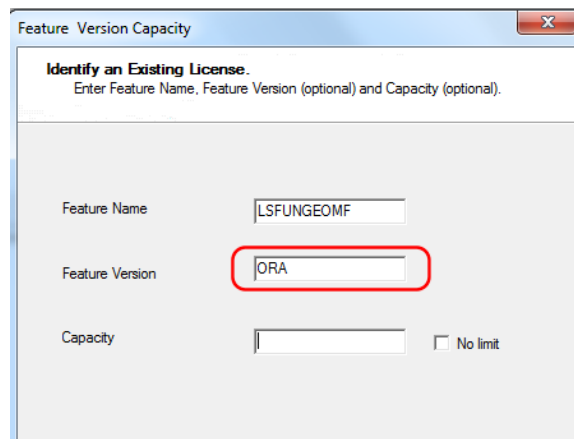 Feature Version Capacity
Identify an Existing License.
Enter Feature Name, Feature Version (optional) and Capacity (optional).
Feature Name LSFUNGEOMF
Feature Version ORA
Capacity No limit